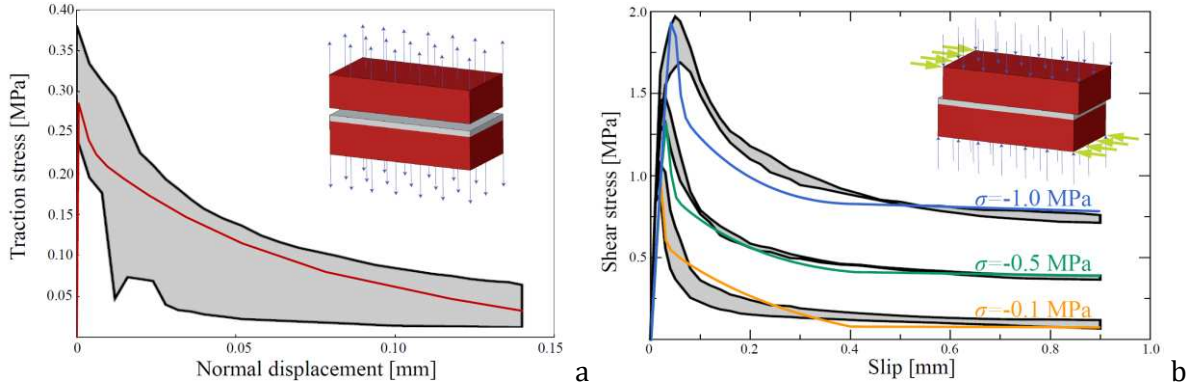 0.40
0.35
0.30
0.25
0.20
0.15
0.10
0.05
Traction stress [MPa]
0
0.05
0.10
0.15
Normal displacement [mm]
a
2.0
1.5
1.0
0.5
0.0
Shear stress [MPa]
σ=-1.0 MPa
σ=-0.5 MPa
σ=-0.1 MPa
0
0.2
0.4
0.6
0.8
1.0
Slip [mm]
b